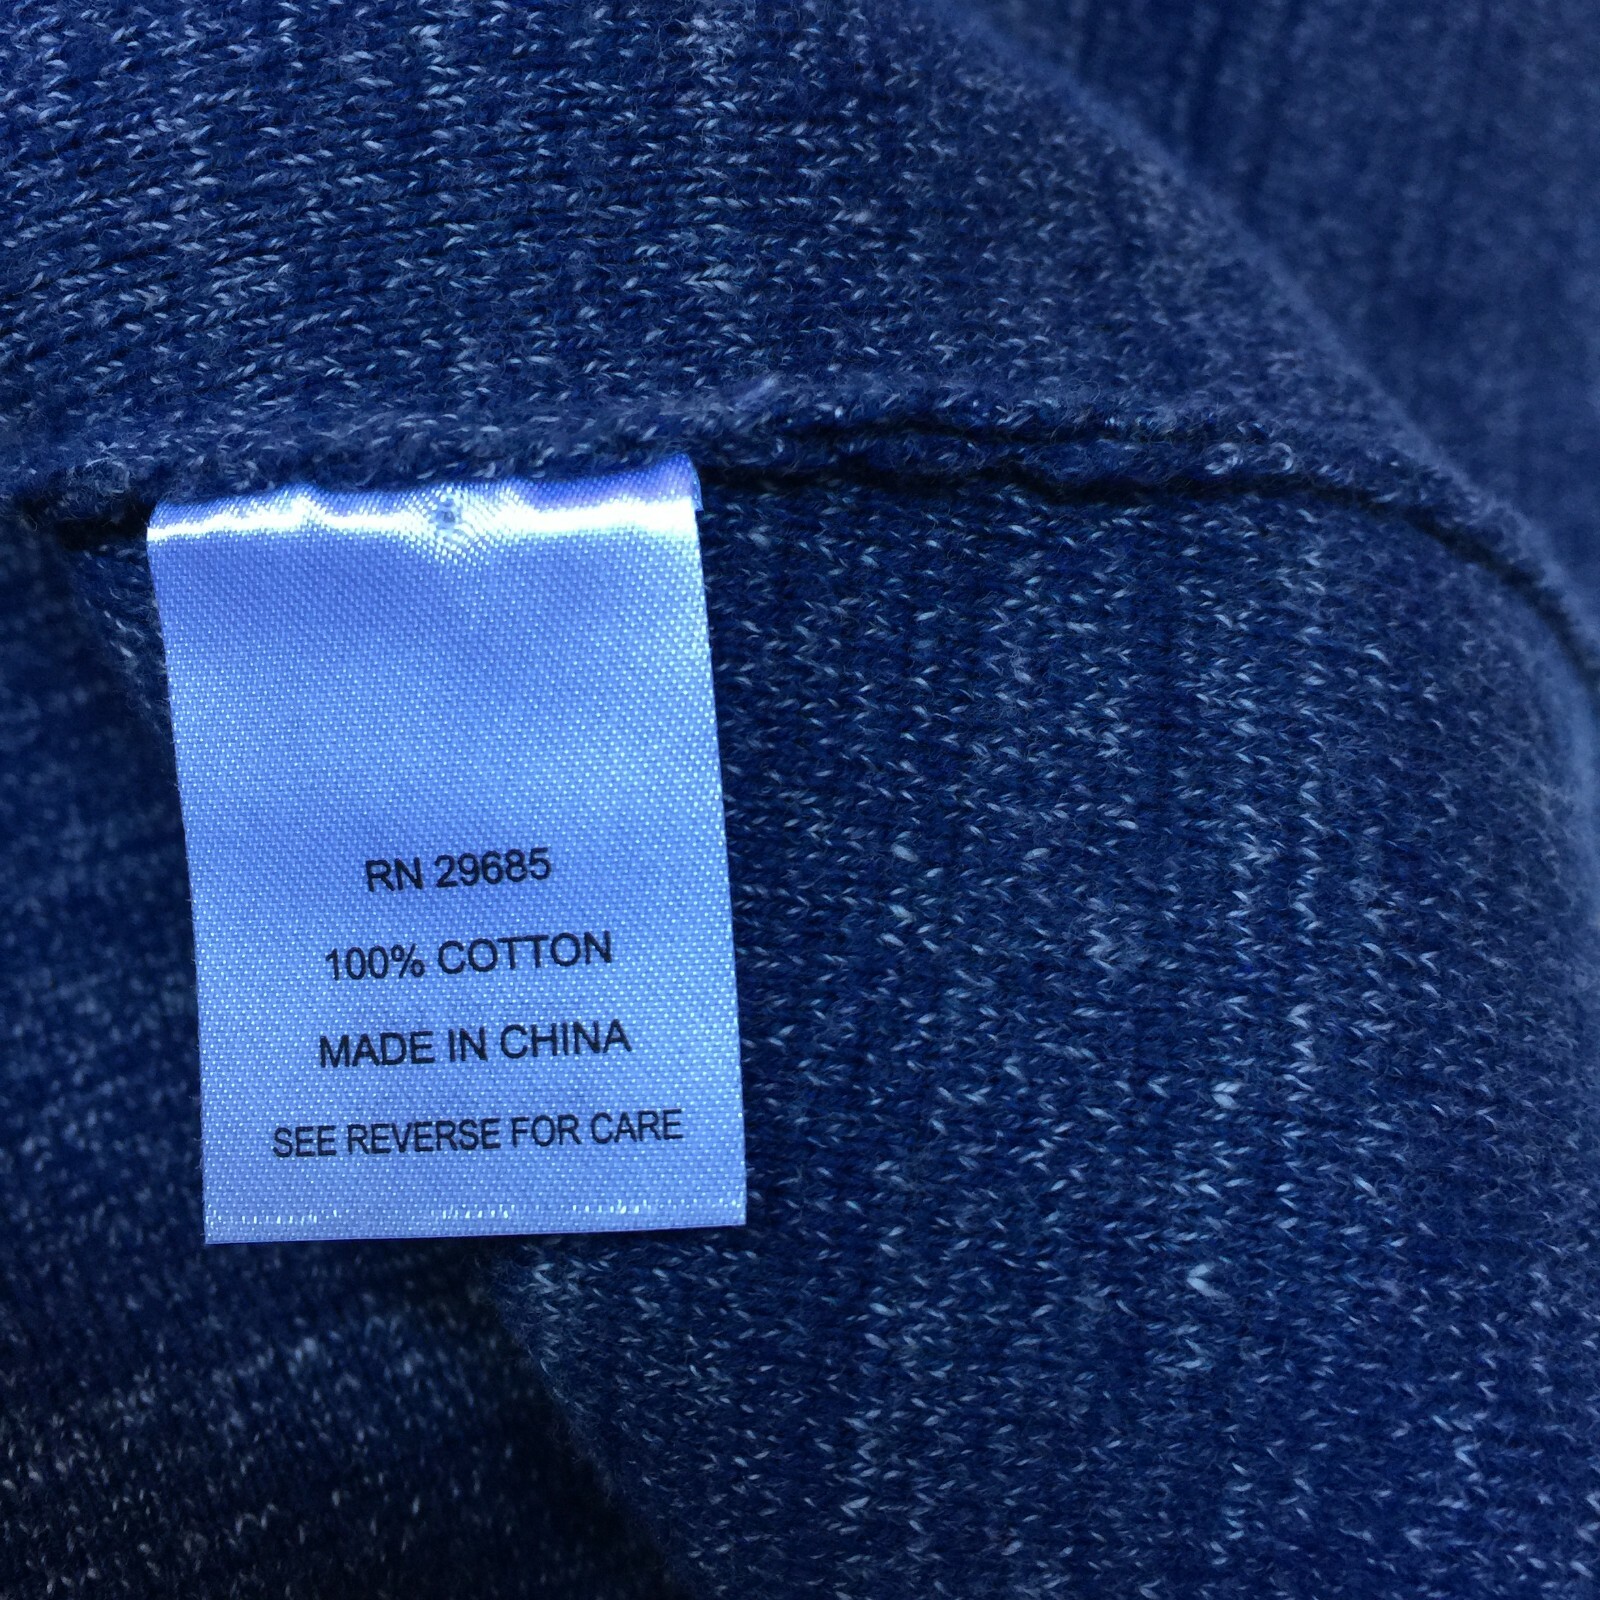 RN 29685
100% COTTON
MADE IN CHINA
SEE REVERSE FOR CARE